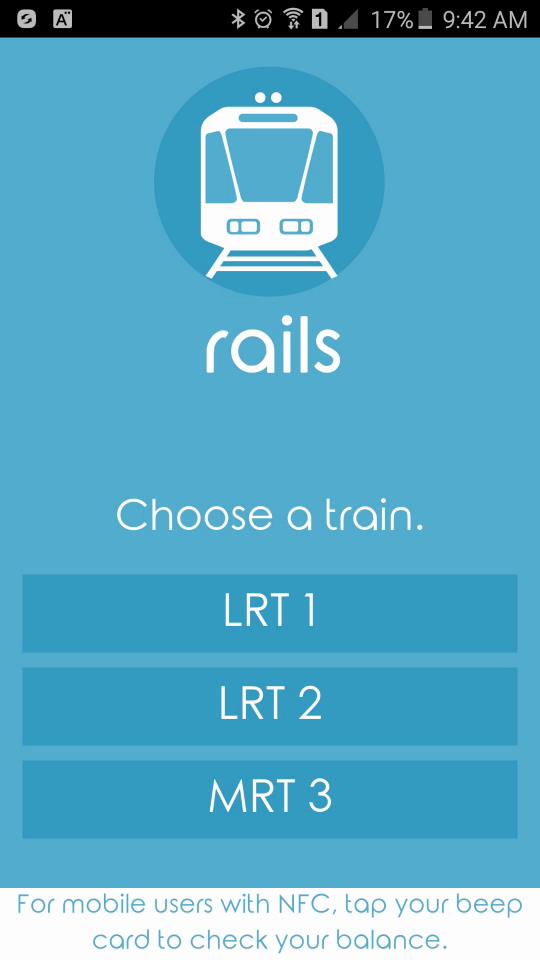 1 17% 9:42 AM
rails
Choose a train.
LRT 1
LRT 2
MRT 3
For mobile users with NFC, tap your beep
card to check your balance.